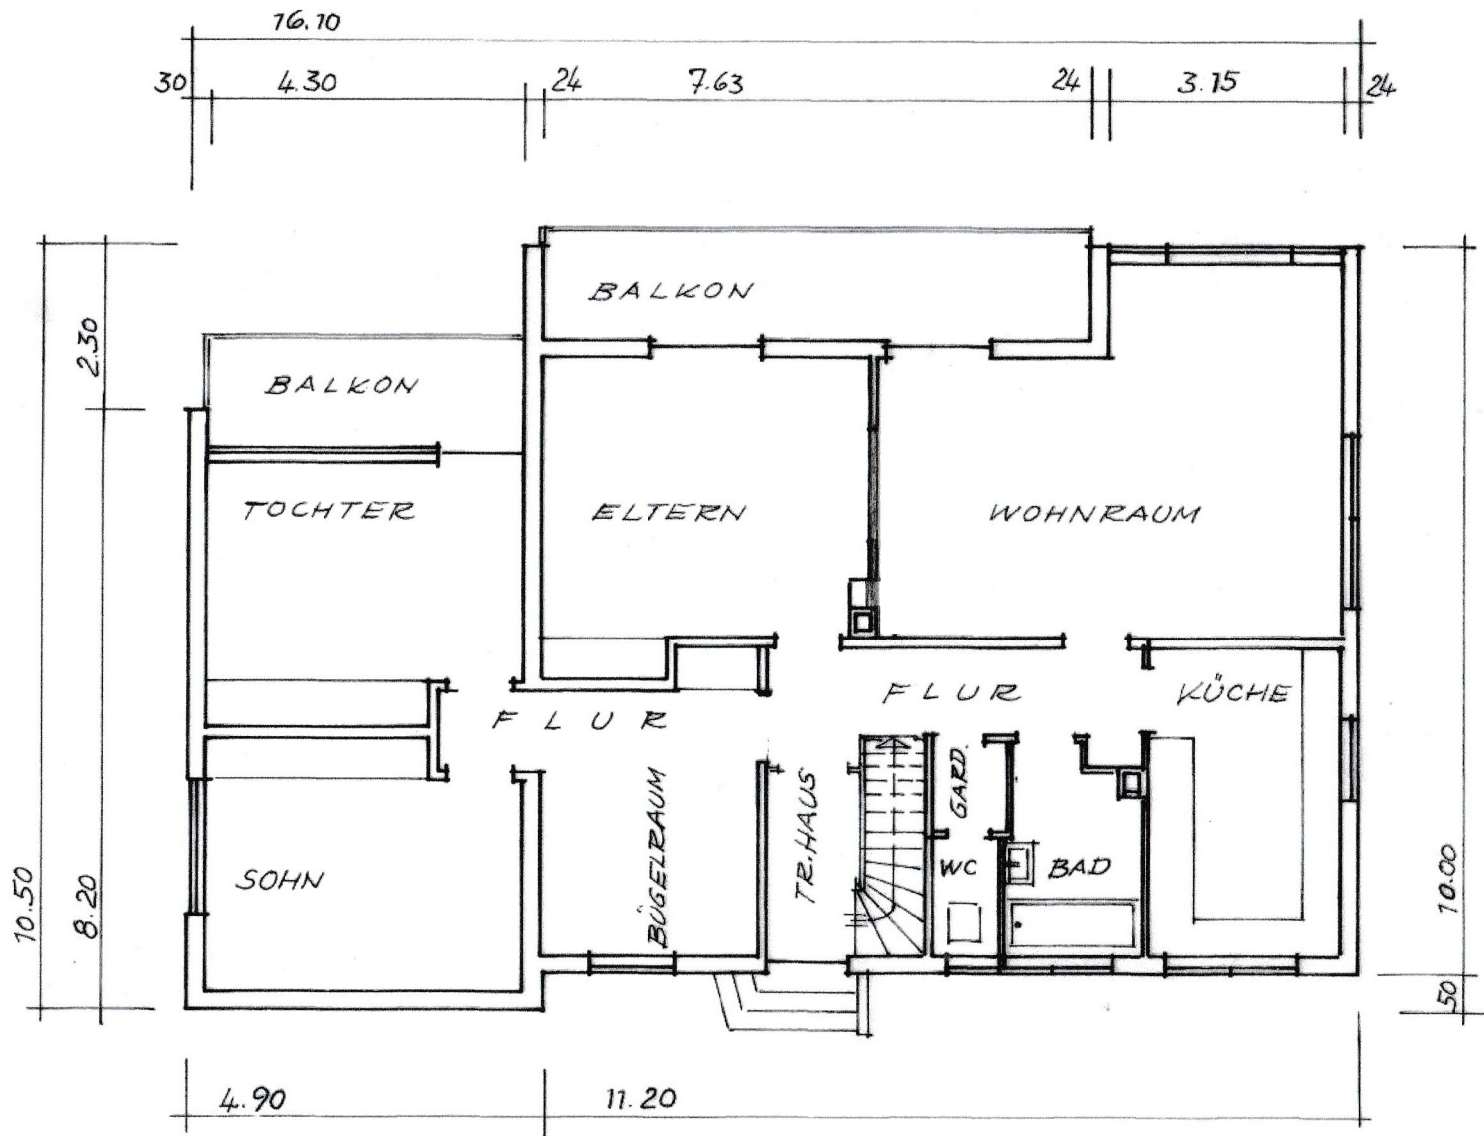 16.10
30 4.30 24 7.63 24 3.15 24
BALKON
BALKON
2.30
TOCHTER
ELTERN
WOHNRAUM
FLUR
FLUR
KÜCHE
GARD.
BÜGELRAUM
TR.HAUS
SOHN
WC
BAD
10.50
8.20
10.00
50
4.90 11.20